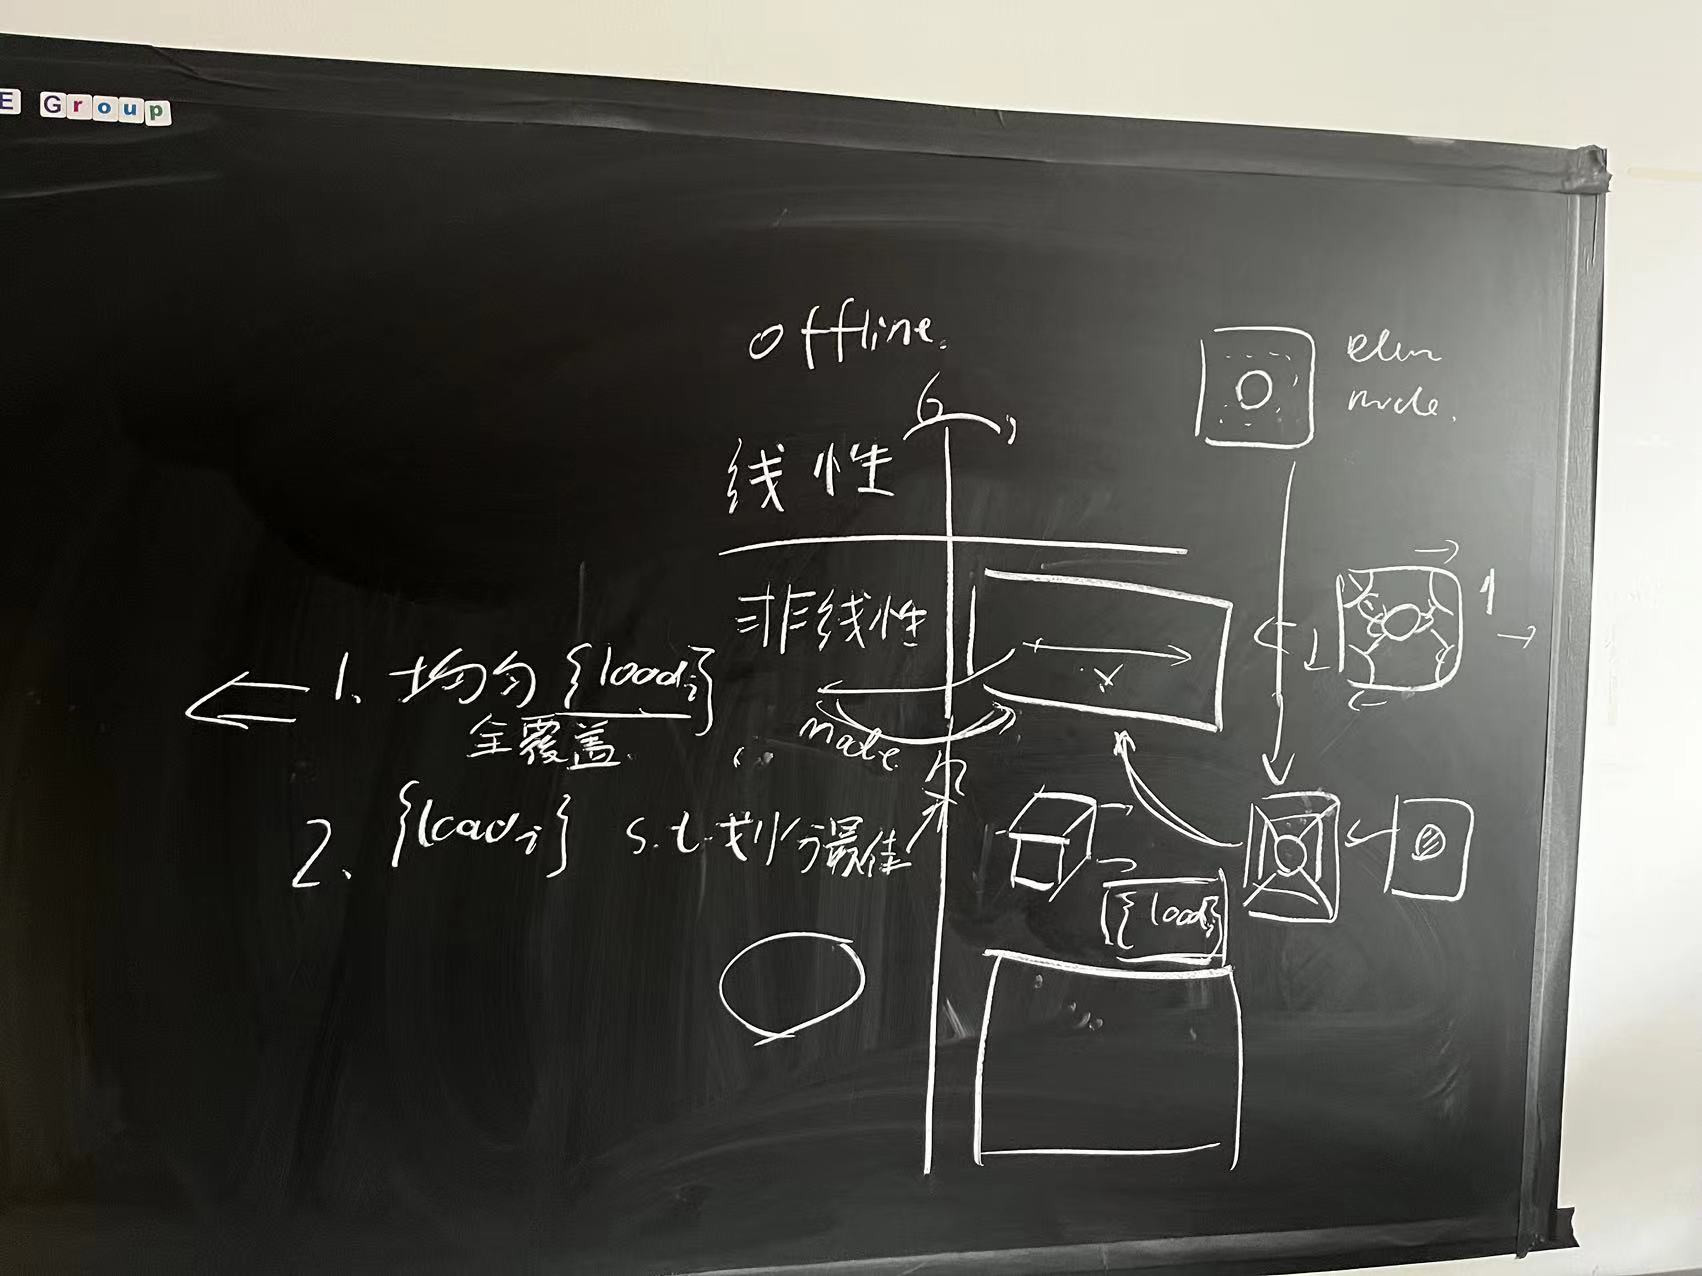 E Group
offline.
线性
非线性
1. 均匀 {load_i}
全覆盖
node
2. {load_i} s.t. 划分最佳
{load_i}
elem
node.
1